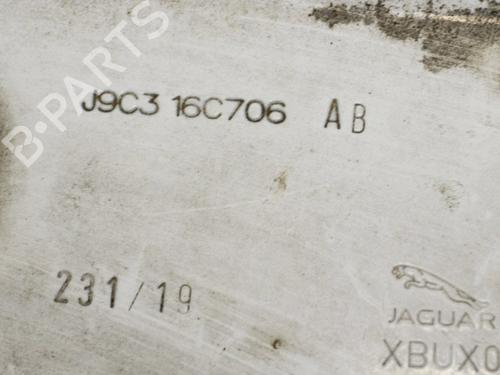 B-PARTS
J9C3 16C706 AB
231/19
JAGUAR
XBUX0